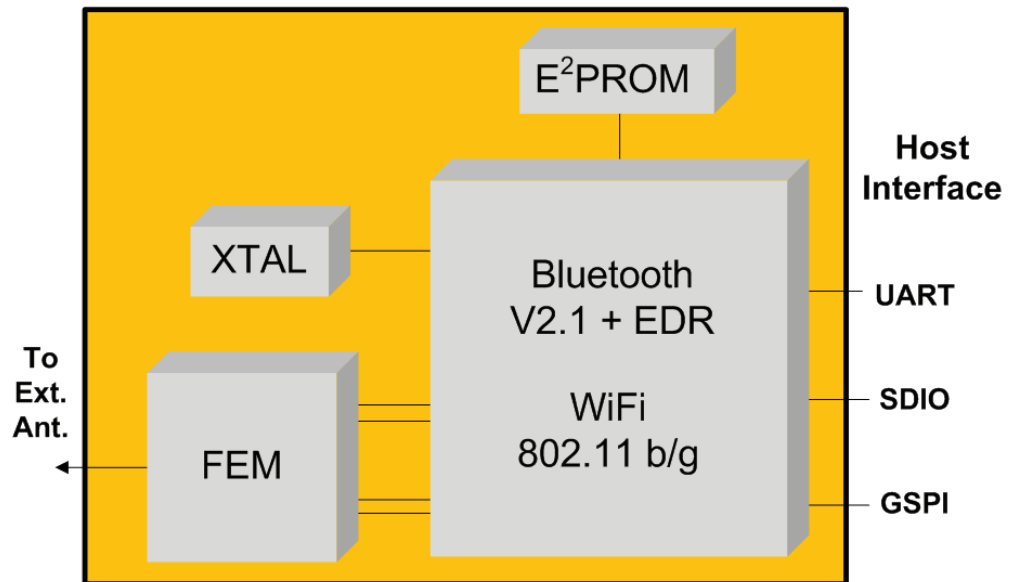 E²PROM
Host
Interface
XTAL
Bluetooth
V2.1 + EDR
UART
To
Ext.
Ant.
WiFi
802.11 b/g
SDIO
FEM
GSPI